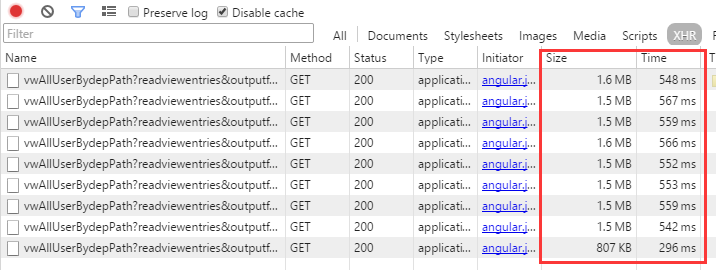 Preserve log Disable cache
Filter All Documents Stylesheets Images Media Scripts XHR
Name Method Status Type Initiator Size Time T
vwAllUserBydepPath?readviewentries&outputf... GET 200 applicati... angular.j... 1.6 MB 548 ms
vwAllUserBydepPath?readviewentries&outputf... GET 200 applicati... angular.j... 1.5 MB 567 ms
vwAllUserBydepPath?readviewentries&outputf... GET 200 applicati... angular.j... 1.5 MB 559 ms
vwAllUserBydepPath?readviewentries&outputf... GET 200 applicati... angular.j... 1.6 MB 566 ms
vwAllUserBydepPath?readviewentries&outputf... GET 200 applicati... angular.j... 1.5 MB 552 ms
vwAllUserBydepPath?readviewentries&outputf... GET 200 applicati... angular.j... 1.5 MB 553 ms
vwAllUserBydepPath?readviewentries&outputf... GET 200 applicati... angular.j... 1.5 MB 559 ms
vwAllUserBydepPath?readviewentries&outputf... GET 200 applicati... angular.j... 1.5 MB 542 ms
vwAllUserBydepPath?readviewentries&outputf... GET 200 applicati... angular.j... 807 KB 296 ms